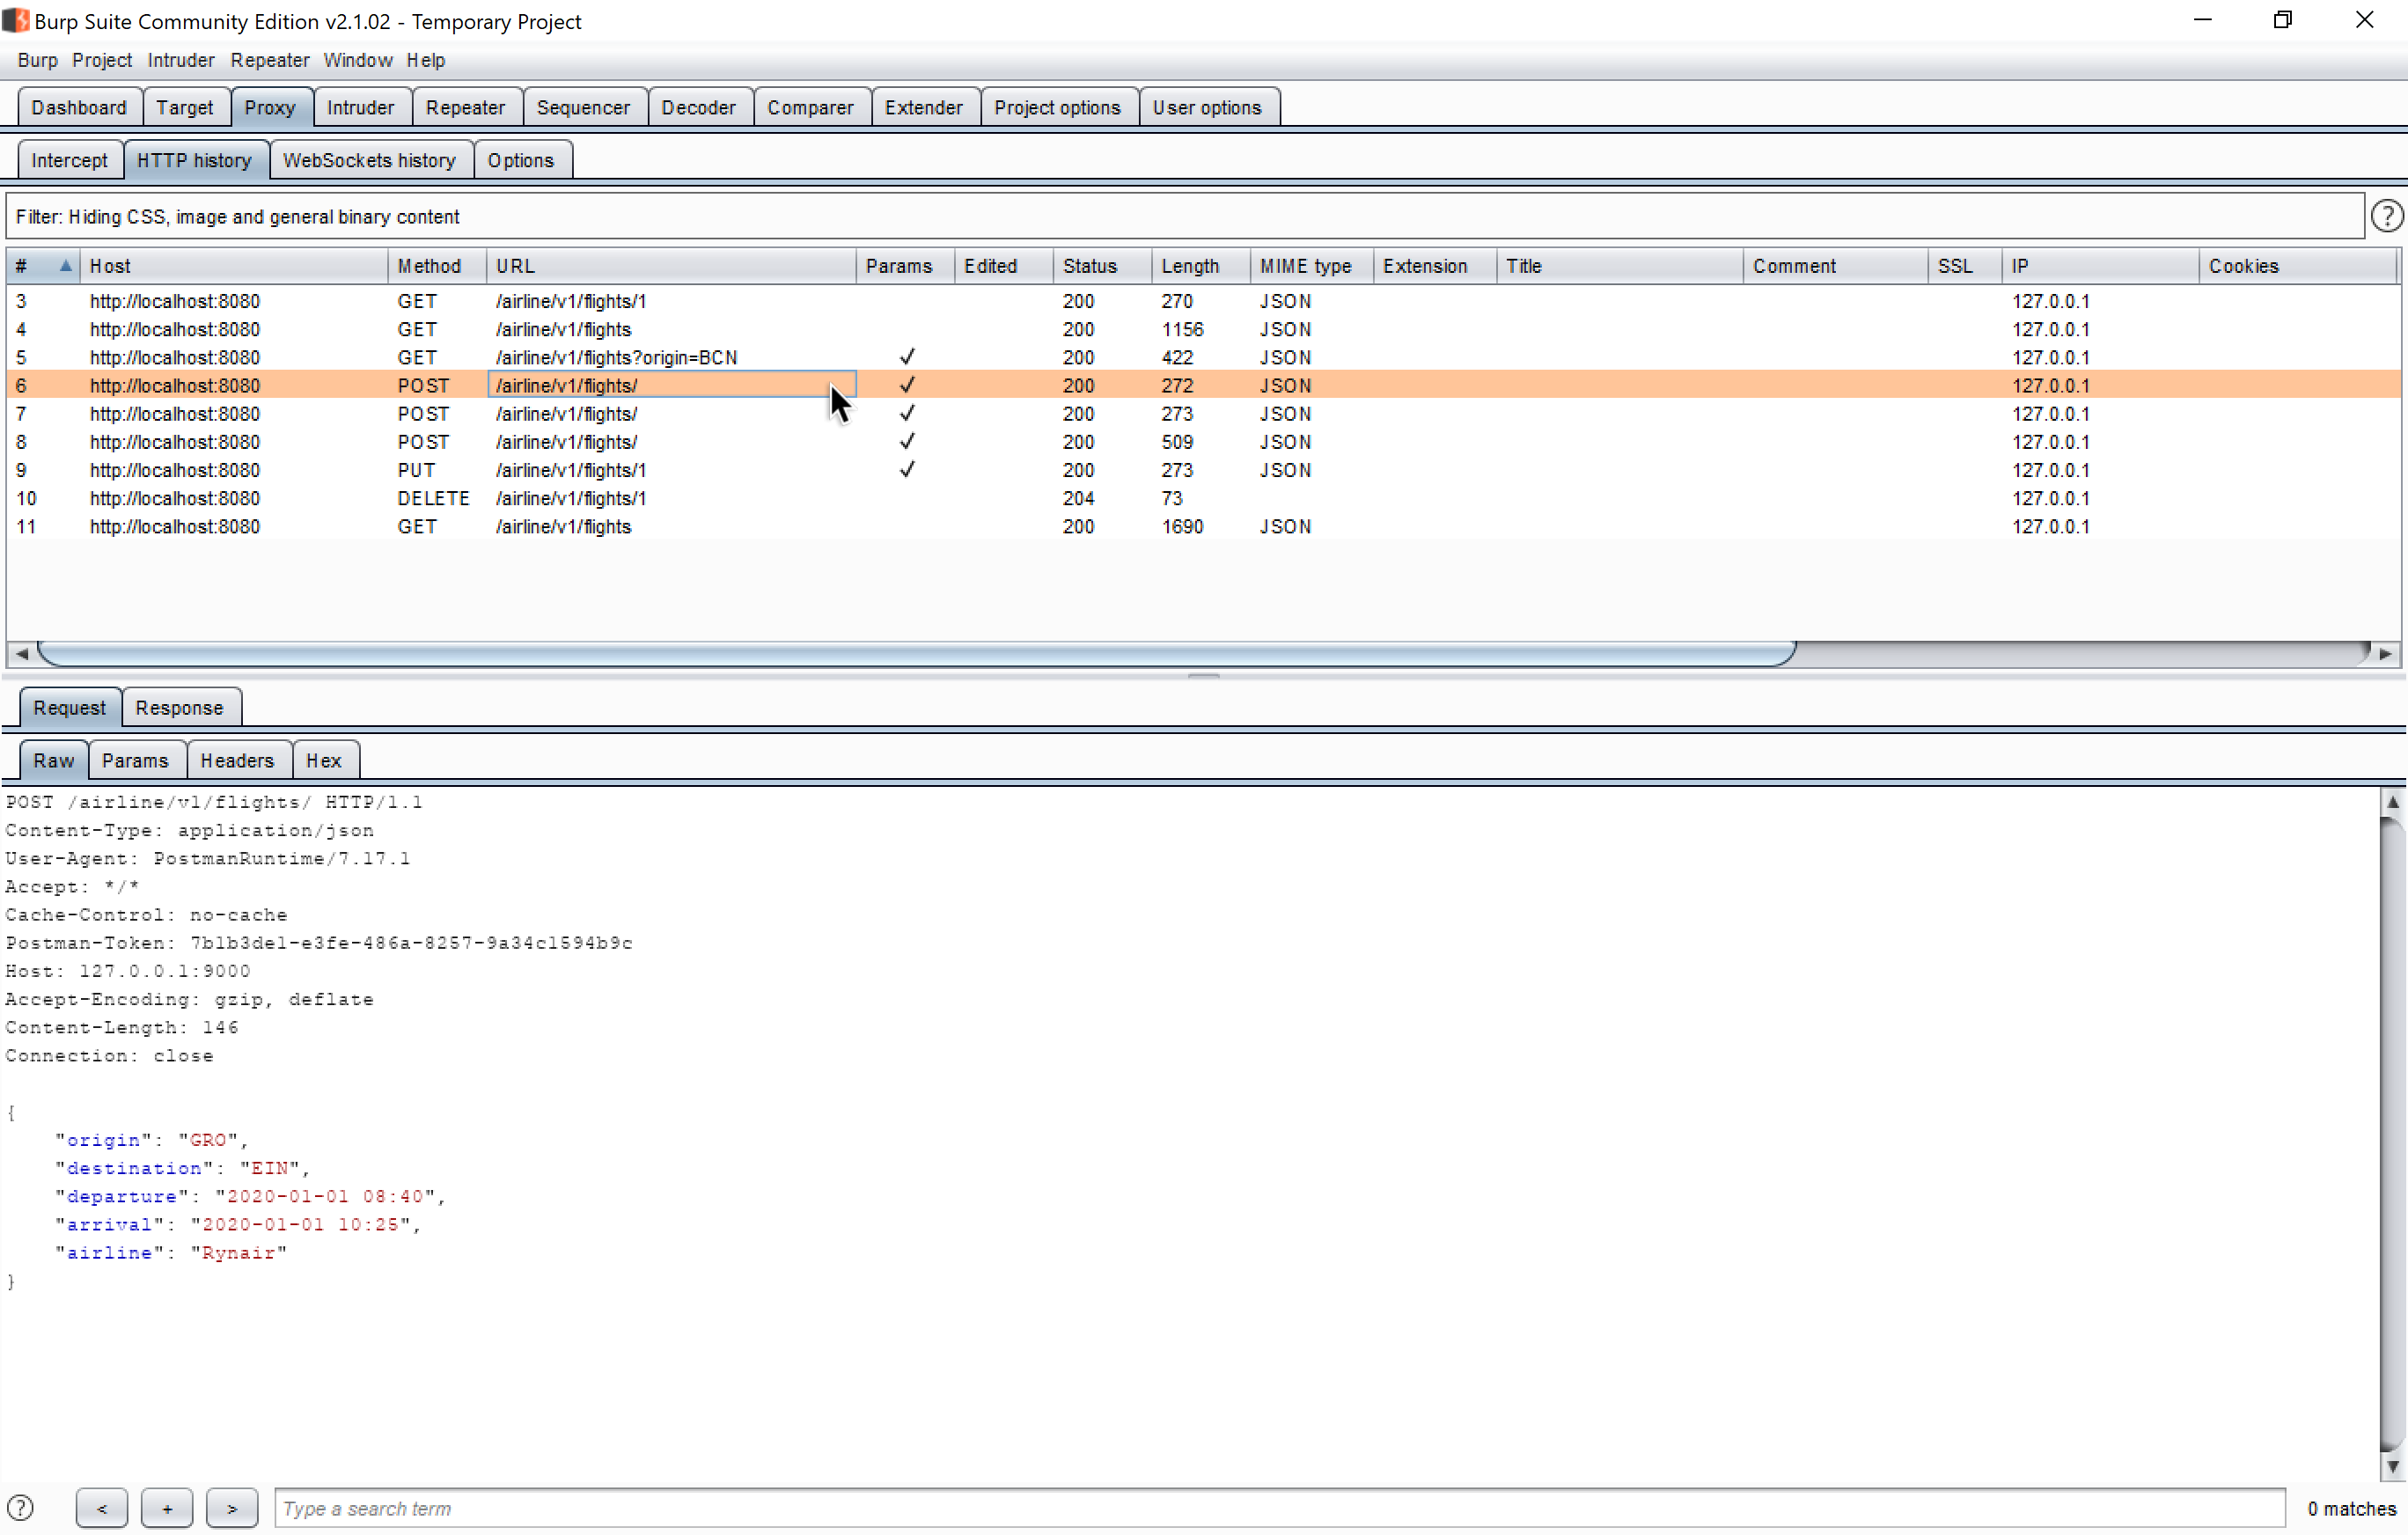 Burp Suite Community Edition v2.1.02 - Temporary Project
Burp Project Intruder Repeater Window Help
Dashboard Target Proxy Intruder Repeater Sequencer Decoder Comparer Extender Project options User options
Intercept HTTP history WebSockets history Options
Filter: Hiding CSS, image and general binary content ?
# Host Method URL Params Edited Status Length MIME type Extension Title Comment SSL IP Cookies
3 http://localhost:8080 GET /airline/v1/flights/1 200 270 JSON 127.0.0.1
4 http://localhost:8080 GET /airline/v1/flights 200 1156 JSON 127.0.0.1
5 http://localhost:8080 GET /airline/v1/flights?origin=BCN ✓ 200 422 JSON 127.0.0.1
6 http://localhost:8080 POST /airline/v1/flights/ ✓ 200 272 JSON 127.0.0.1
7 http://localhost:8080 POST /airline/v1/flights/ ✓ 200 273 JSON 127.0.0.1
8 http://localhost:8080 POST /airline/v1/flights/ ✓ 200 509 JSON 127.0.0.1
9 http://localhost:8080 PUT /airline/v1/flights/1 ✓ 200 273 JSON 127.0.0.1
10 http://localhost:8080 DELETE /airline/v1/flights/1 204 73 127.0.0.1
11 http://localhost:8080 GET /airline/v1/flights 200 1690 JSON 127.0.0.1
Request Response
Raw Params Headers Hex
POST /airline/v1/flights/ HTTP/1.1
Content-Type: application/json
User-Agent: PostmanRuntime/7.17.1
Accept: */*
Cache-Control: no-cache
Postman-Token: 7b1b3de1-e3fe-486a-8257-9a34c1594b9c
Host: 127.0.0.1:9000
Accept-Encoding: gzip, deflate
Content-Length: 146
Connection: close
{
"origin": "GRO",
"destination": "EIN",
"departure": "2020-01-01 08:40",
"arrival": "2020-01-01 10:25",
"airline": "Rynair"
}
? < + > Type a search term 0 matches